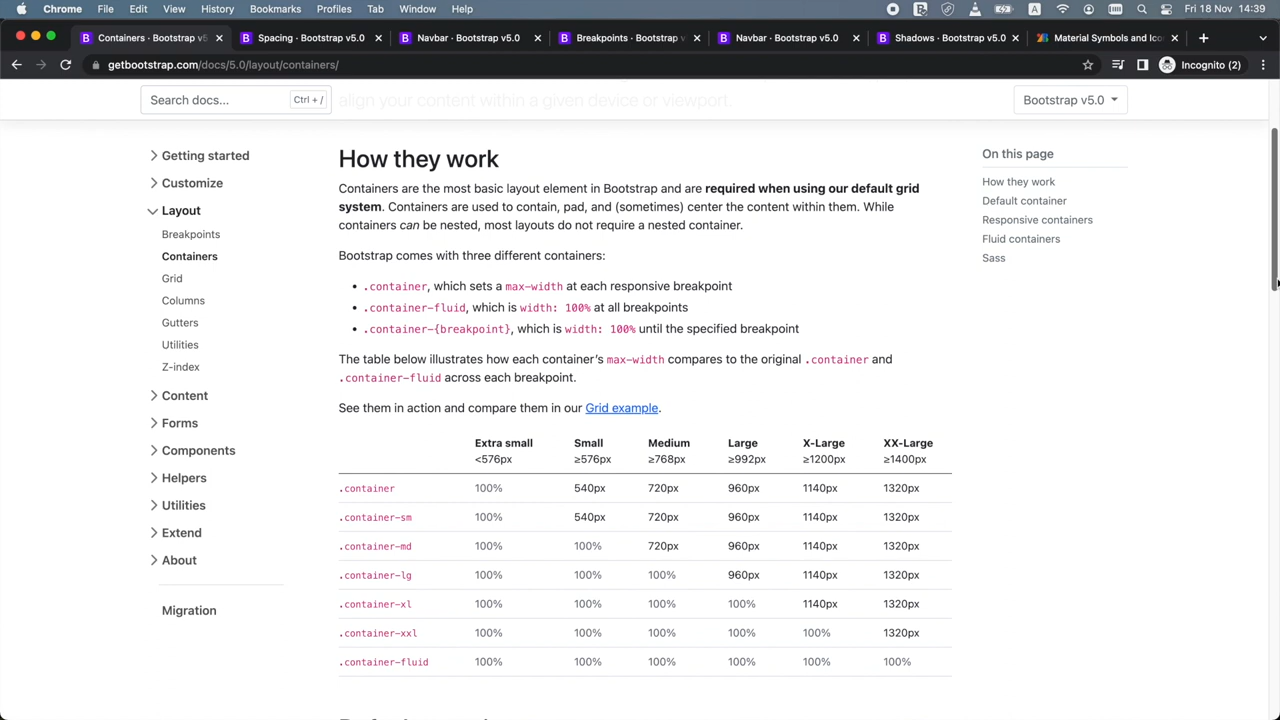 Chrome File Edit View History Bookmarks Profiles Tab Window Help Fri 18 Nov 14:39
Containers · Bootstrap v5 Spacing · Bootstrap v5.0 Navbar · Bootstrap v5.0 Breakpoints · Bootstrap v Navbar · Bootstrap v5.0 Shadows · Bootstrap v5.0 Material Symbols and Ico
getbootstrap.com/docs/5.0/layout/containers/ Incognito (2)
Search docs... Ctrl + / align your content within a given device or viewport. Bootstrap v5.0
Getting started
Customize
Layout
Breakpoints
Containers
Grid
Columns
Gutters
Utilities
Z-index
Content
Forms
Components
Helpers
Utilities
Extend
About
Migration
How they work
Containers are the most basic layout element in Bootstrap and are required when using our default grid
system. Containers are used to contain, pad, and (sometimes) center the content within them. While
containers can be nested, most layouts do not require a nested container.
Bootstrap comes with three different containers:
• .container, which sets a max-width at each responsive breakpoint
• .container-fluid, which is width: 100% at all breakpoints
• .container-{breakpoint}, which is width: 100% until the specified breakpoint
The table below illustrates how each container's max-width compares to the original .container and
.container-fluid across each breakpoint.
See them in action and compare them in our Grid example.
Extra small Small Medium Large X-Large XX-Large
<576px ≥576px ≥768px ≥992px ≥1200px ≥1400px
.container 100% 540px 720px 960px 1140px 1320px
.container-sm 100% 540px 720px 960px 1140px 1320px
.container-md 100% 100% 720px 960px 1140px 1320px
.container-lg 100% 100% 100% 960px 1140px 1320px
.container-xl 100% 100% 100% 100% 1140px 1320px
.container-xxl 100% 100% 100% 100% 100% 1320px
.container-fluid 100% 100% 100% 100% 100% 100%
On this page
How they work
Default container
Responsive containers
Fluid containers
Sass